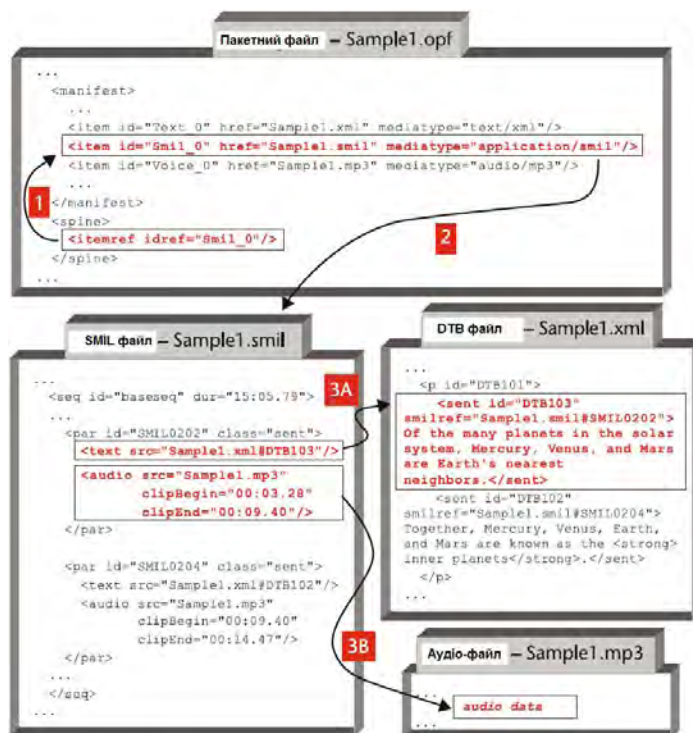 Пакетний файл – Sample1.opf
...
<manifest>
...
<item id="Text_0" href="Sample1.xml" mediatype="text/xml"/>
<item id="Smil_0" href="Sample1.smil" mediatype="application/smil"/>
<item id="Voice_0" href="Sample1.mp3" mediatype="audio/mp3"/>
...
</manifest>
<spine>
<itemref idref="Smil_0"/>
</spine>
...
1
2
SMIL файл – Sample1.smil
...
<seq id="baseseq" dur="15:05.79">
...
<par id="SMIL0202" class="sent">
<text src="Sample1.xml#DTB103"/>
<audio src="Sample1.mp3"
clipBegin="00:03.28"
clipEnd="00:09.40"/>
</par>
<par id="SMIL0204" class="sent">
<text src="Sample1.xml#DTB102"/>
<audio src="Sample1.mp3"
clipBegin="00:09.40"
clipEnd="00:14.47"/>
</par>
...
</seq>
...
3A
3B
DTB файл – Sample1.xml
...
<p id="DTB101">
<sent id="DTB103"
smilref="Sample1.smil#SMIL0202">
Of the many planets in the solar
system, Mercury, Venus, and Mars
are Earth's nearest
neighbors.</sent>
<sent id="DTB102"
smilref="Sample1.smil#SMIL0204">
Together, Mercury, Venus, Earth,
and Mars are known as the <strong>
inner planets</strong>.</sent>
</p>
...
Аудіо-файл – Sample1.mp3
...
audio data
...